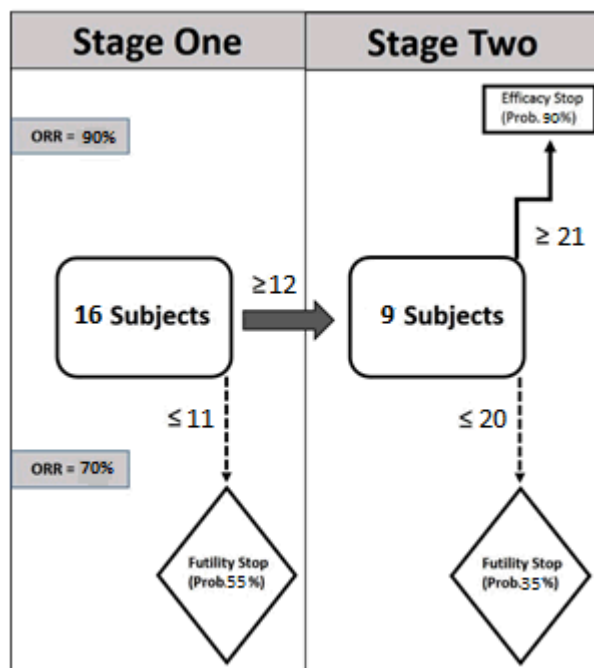 Stage One
Stage Two
Efficacy Stop
(Prob. 90%)
ORR = 90%
≥ 21
≥12
16 Subjects
9 Subjects
≤ 11
≤ 20
ORR = 70%
Futility Stop
(Prob.55%)
Futility Stop
(Prob.35%)